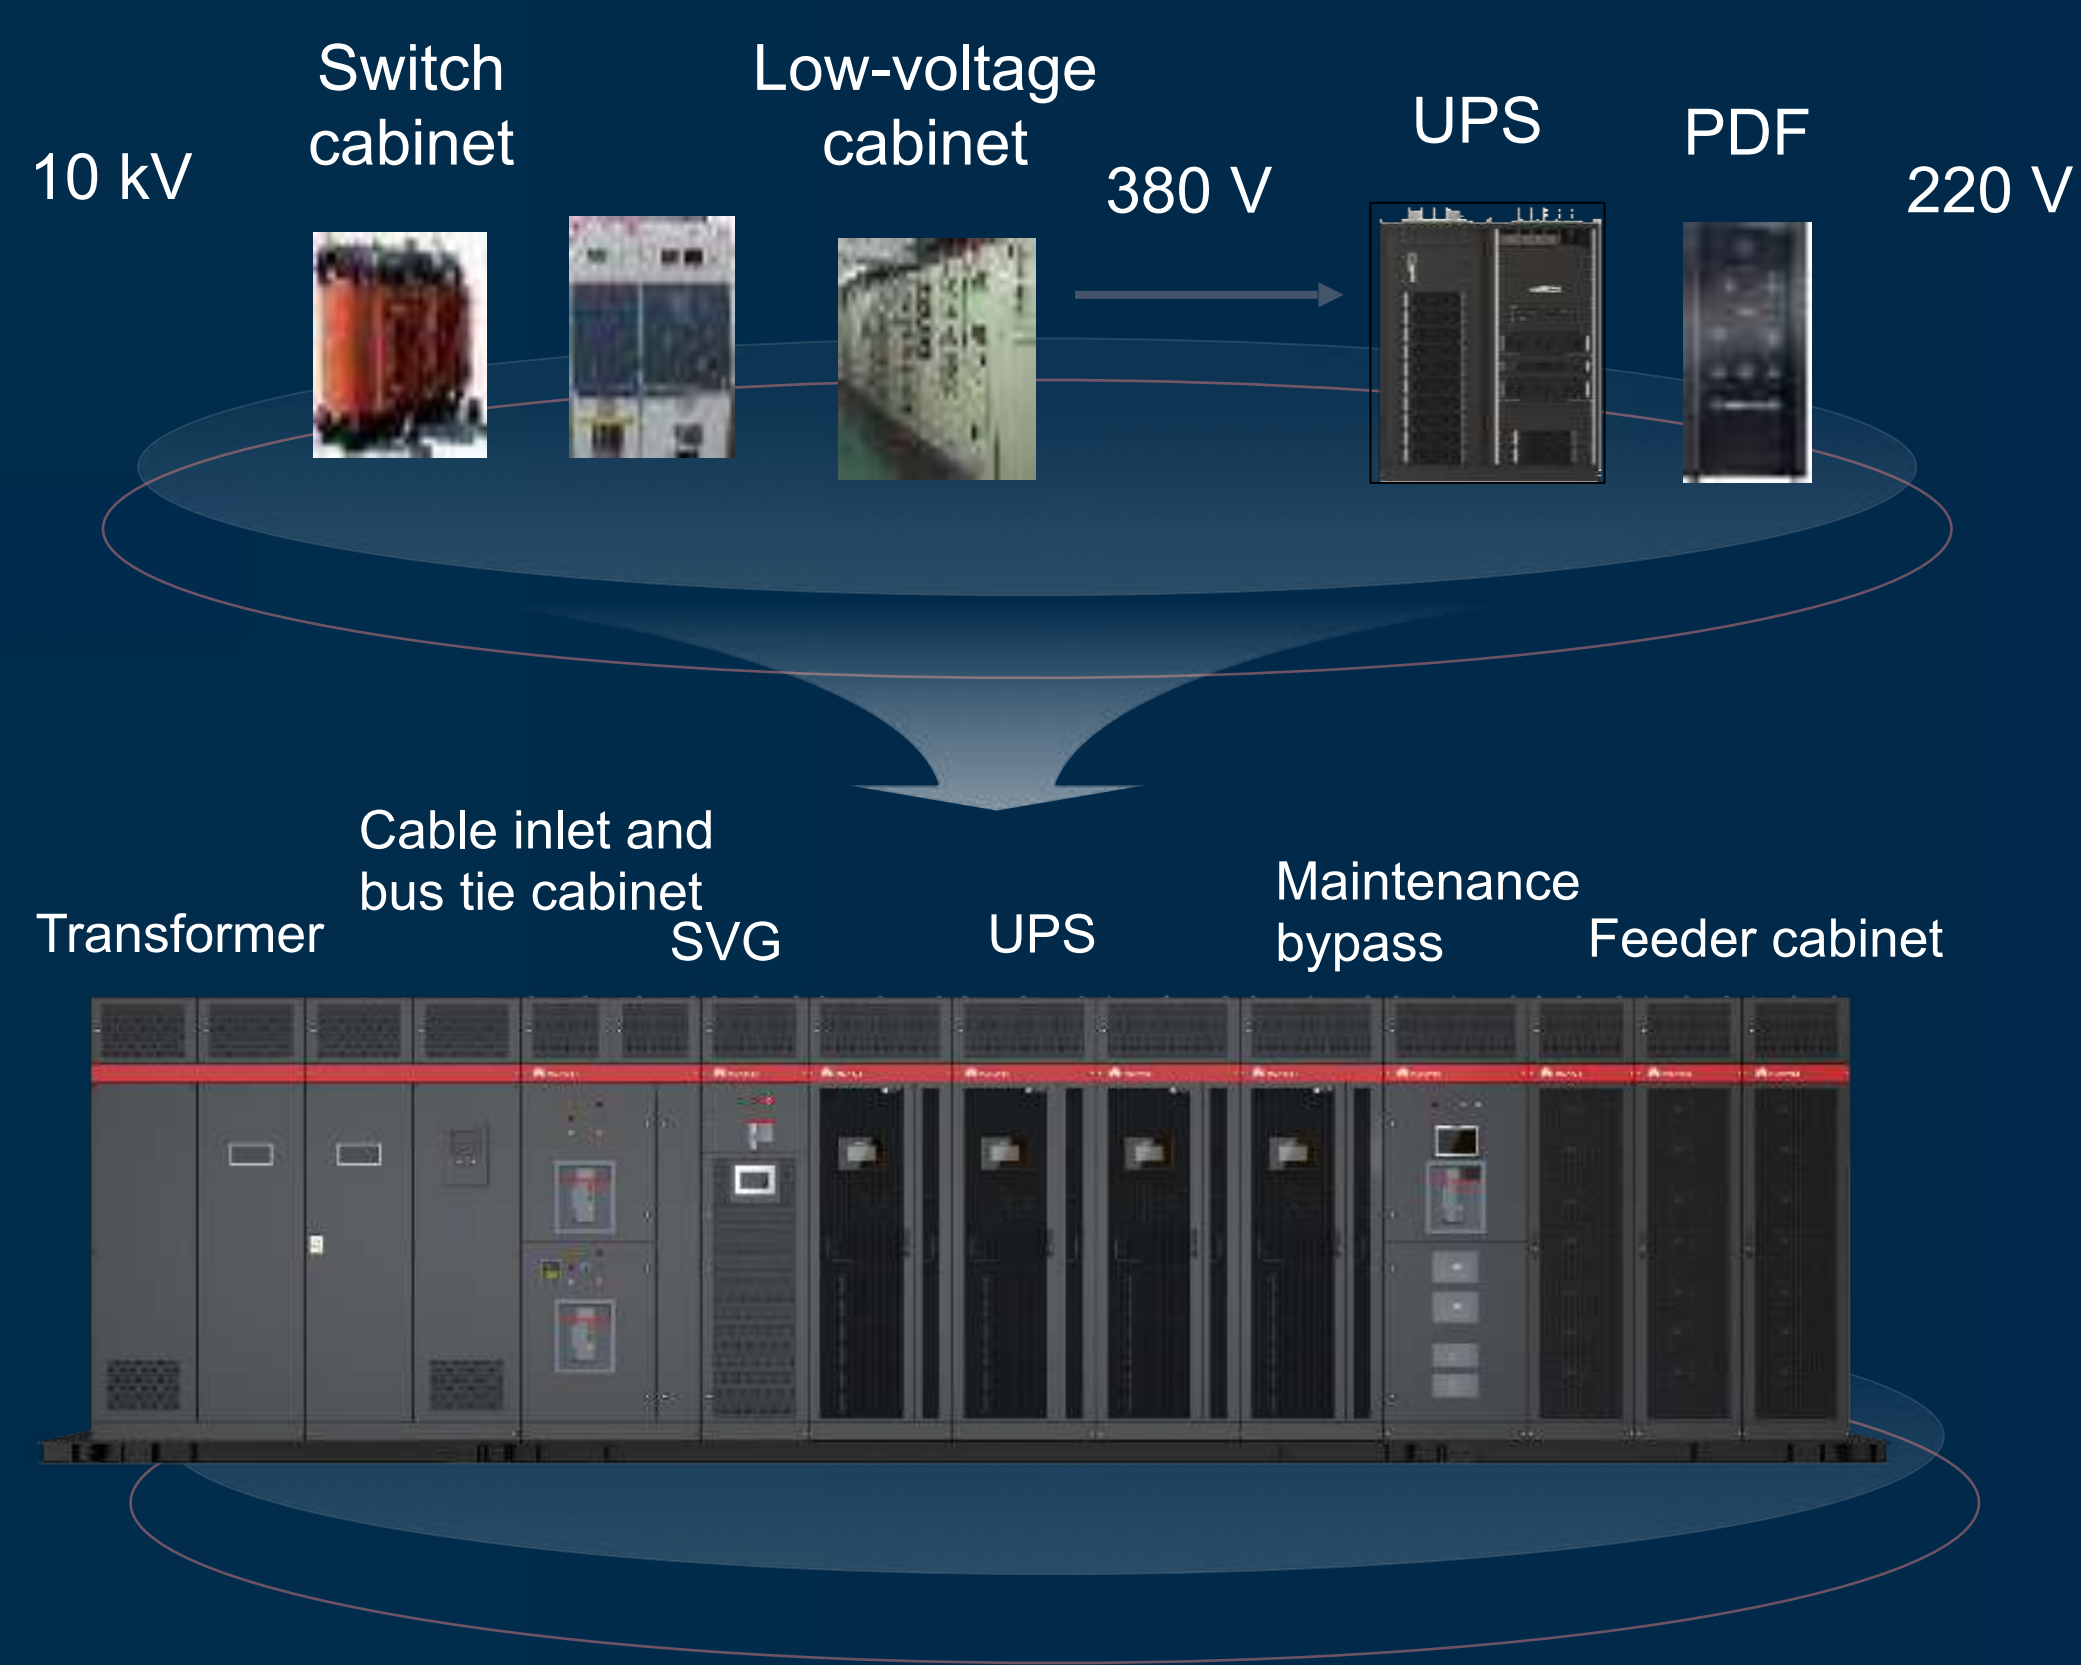 Switch
cabinet
Low-voltage
cabinet
UPS
PDF
10 kV
380 V
220 V
Cable inlet and
bus tie cabinet
Transformer
SVG
UPS
Maintenance
bypass
Feeder cabinet